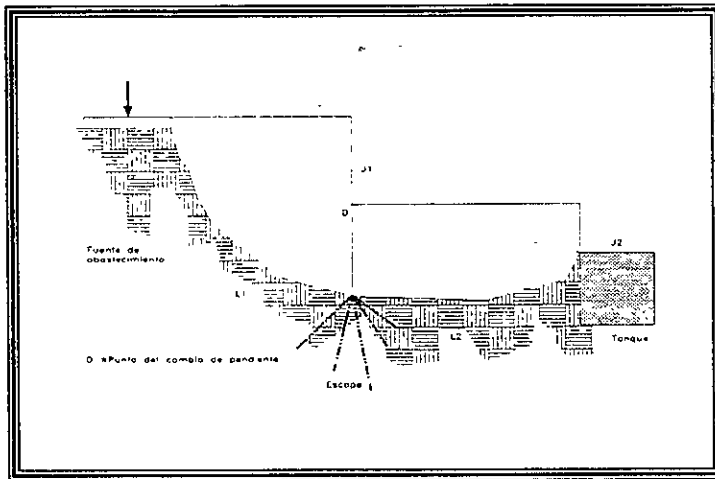 J1
D
J2
Fuente de
abastecimiento
L1
L2
Tanque
D =Punto del cambio de pendiente
Escape